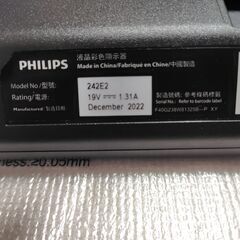 PHILIPS
液晶彩色顯示器
Made in China/Fabriqué en Chine/中國製造
Model No/型號: 242E2
Rating/電源: 19V ⎓ 1.31A
Manufactured/製造日期: December 2022
製造號碼: 參考條碼標籤
Serial No.: Refer to barcode label